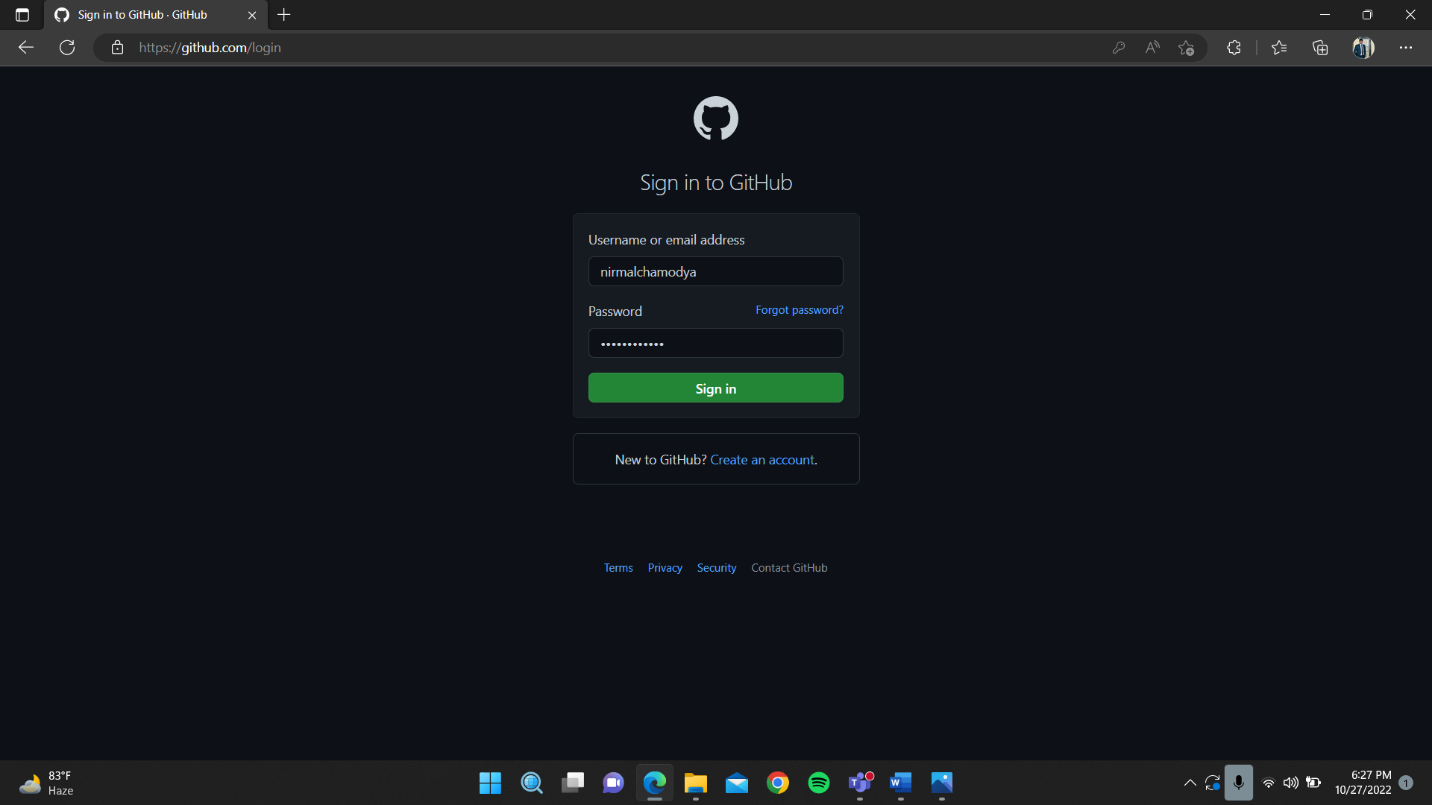 Sign in to GitHub · GitHub
https://github.com/login
Sign in to GitHub
Username or email address
nirmalchamodya
Password Forgot password?
••••••••••••
Sign in
New to GitHub? Create an account.
Terms Privacy Security Contact GitHub
83°F
Haze
6:27 PM
10/27/2022
1